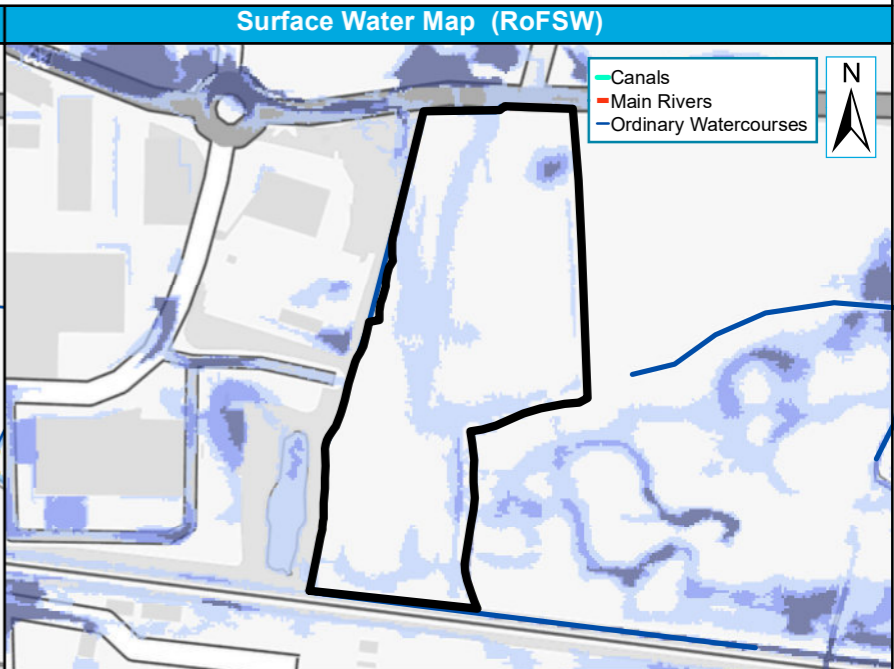 Surface Water Map (RoFSW)
Canals
Main Rivers
Ordinary Watercourses
N